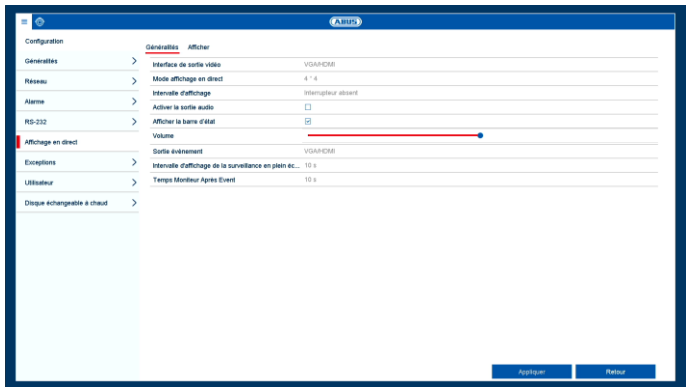 ABUS
Configuration
Généralités
Réseau
Alarme
RS-232
Affichage en direct
Exceptions
Utilisateur
Disque échangeable à chaud
Généralités Afficher
Interface de sortie vidéo VGA/HDMI
Mode affichage en direct 4 * 4
Intervalle d'affichage Interrupteur absent
Activer la sortie audio
Afficher la barre d'état
Volume
Sortie évènement VGA/HDMI
Intervalle d'affichage de la surveillance en plein éc... 10 s
Temps Moniteur Après Event 10 s
Appliquer Retour